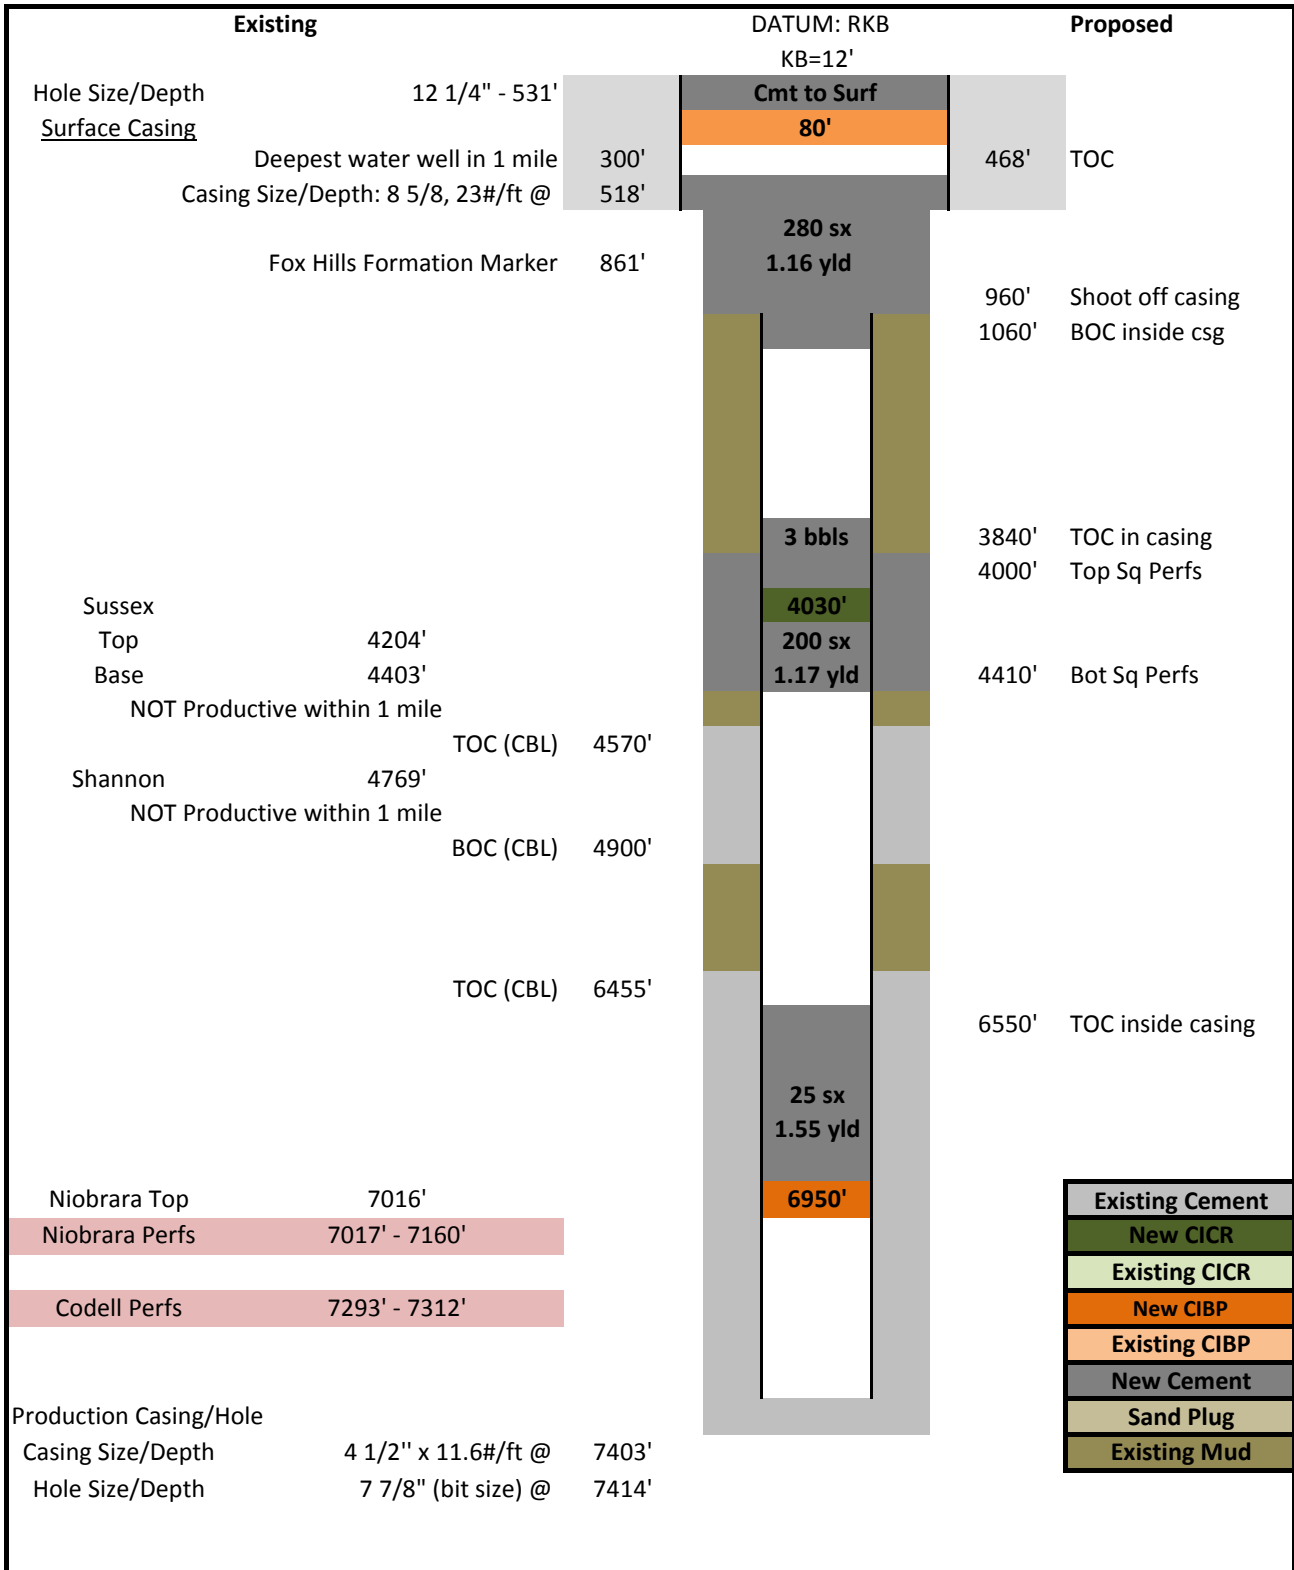 Existing DATUM: RKB Proposed
KB=12'
Hole Size/Depth 12 1/4" - 531' Cmt to Surf
Surface Casing 80'
Deepest water well in 1 mile 300' 468' TOC
Casing Size/Depth: 8 5/8, 23#/ft @ 518'
280 sx
Fox Hills Formation Marker 861' 1.16 yld
960' Shoot off casing
1060' BOC inside csg
3 bbls 3840' TOC in casing
4000' Top Sq Perfs
Sussex 4030'
Top 4204' 200 sx
Base 4403' 1.17 yld 4410' Bot Sq Perfs
NOT Productive within 1 mile
TOC (CBL) 4570'
Shannon 4769'
NOT Productive within 1 mile
BOC (CBL) 4900'
TOC (CBL) 6455'
6550' TOC inside casing
25 sx
1.55 yld
Niobrara Top 7016' 6950' Existing Cement
Niobrara Perfs 7017' - 7160' New CICR
Existing CICR
Codell Perfs 7293' - 7312' New CIBP
Existing CIBP
New Cement
Production Casing/Hole Sand Plug
Casing Size/Depth 4 1/2'' x 11.6#/ft @ 7403' Existing Mud
Hole Size/Depth 7 7/8" (bit size) @ 7414'